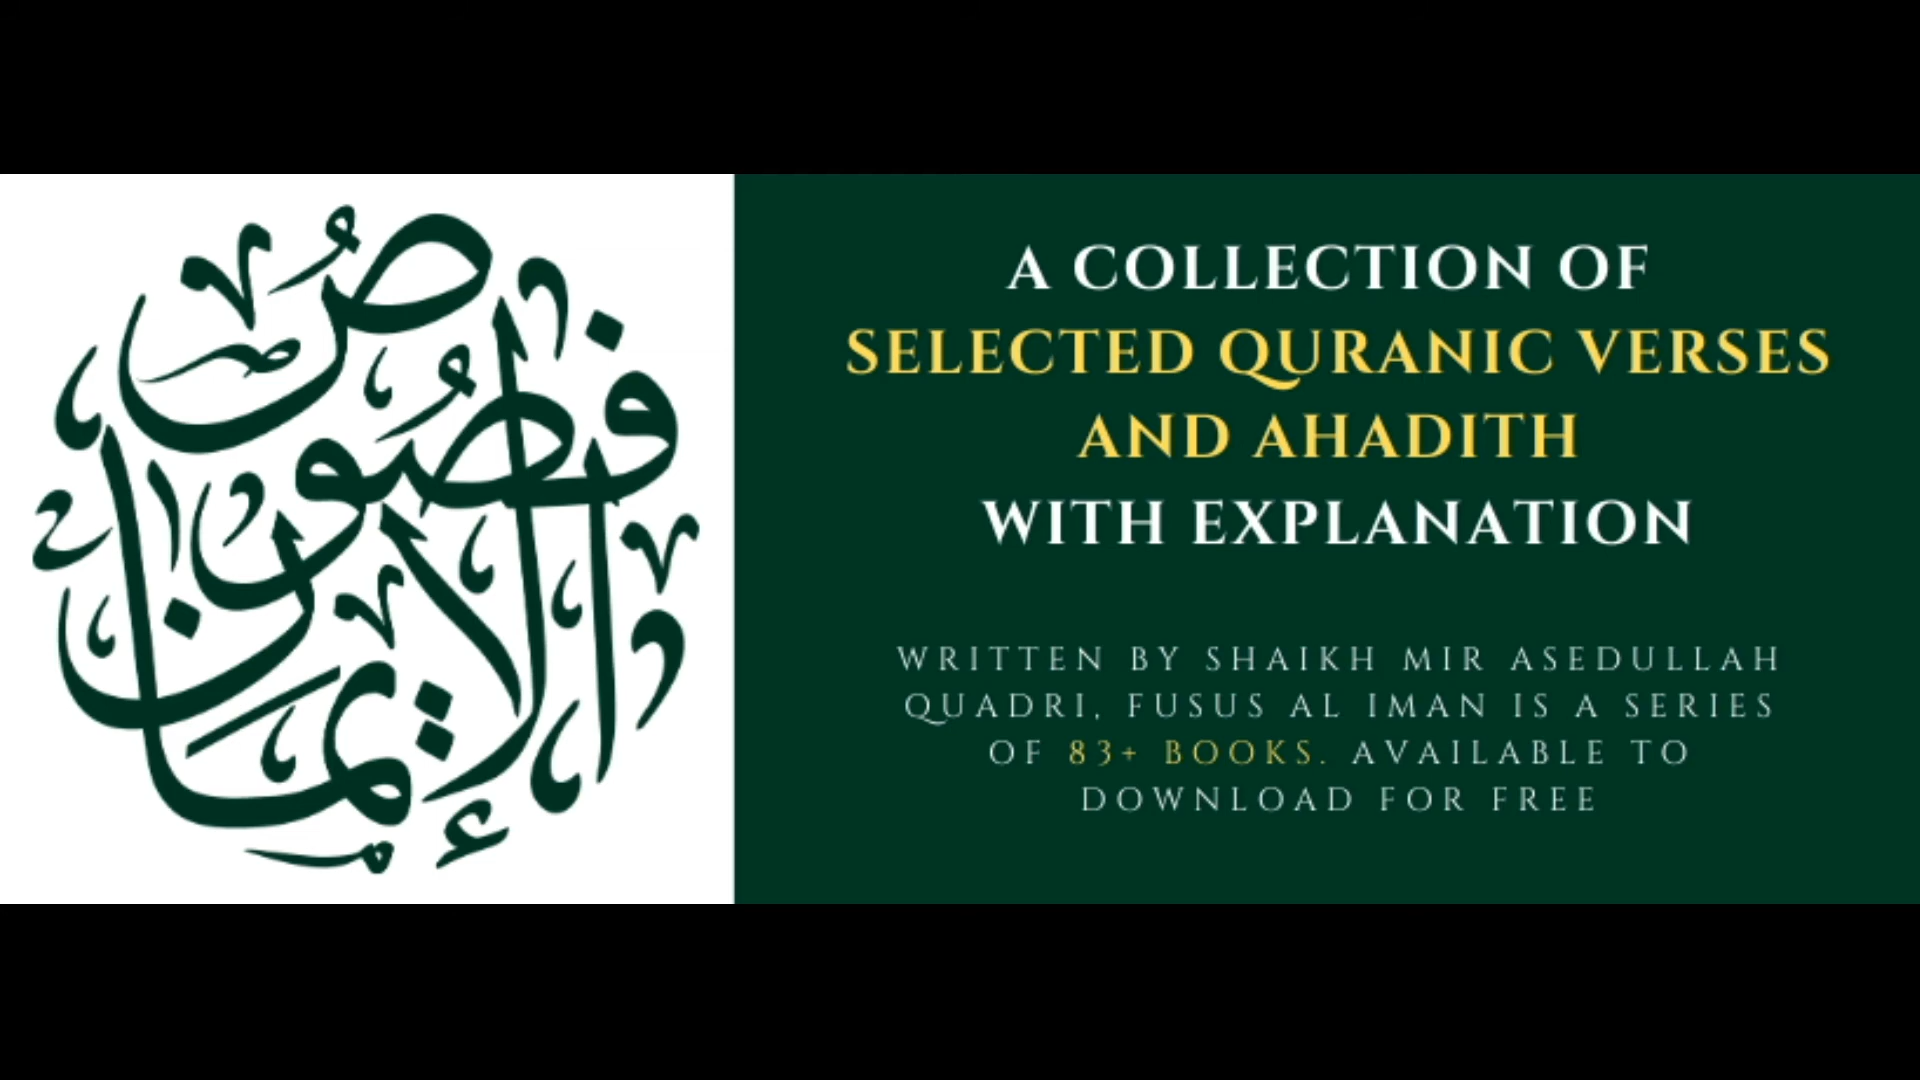 فصوص الإيمان
A COLLECTION OF
SELECTED QURANIC VERSES
AND AHADITH
WITH EXPLANATION
WRITTEN BY SHAIKH MIR ASEDULLAH
QUADRI, FUSUS AL IMAN IS A SERIES
OF 83+ BOOKS. AVAILABLE TO
DOWNLOAD FOR FREE